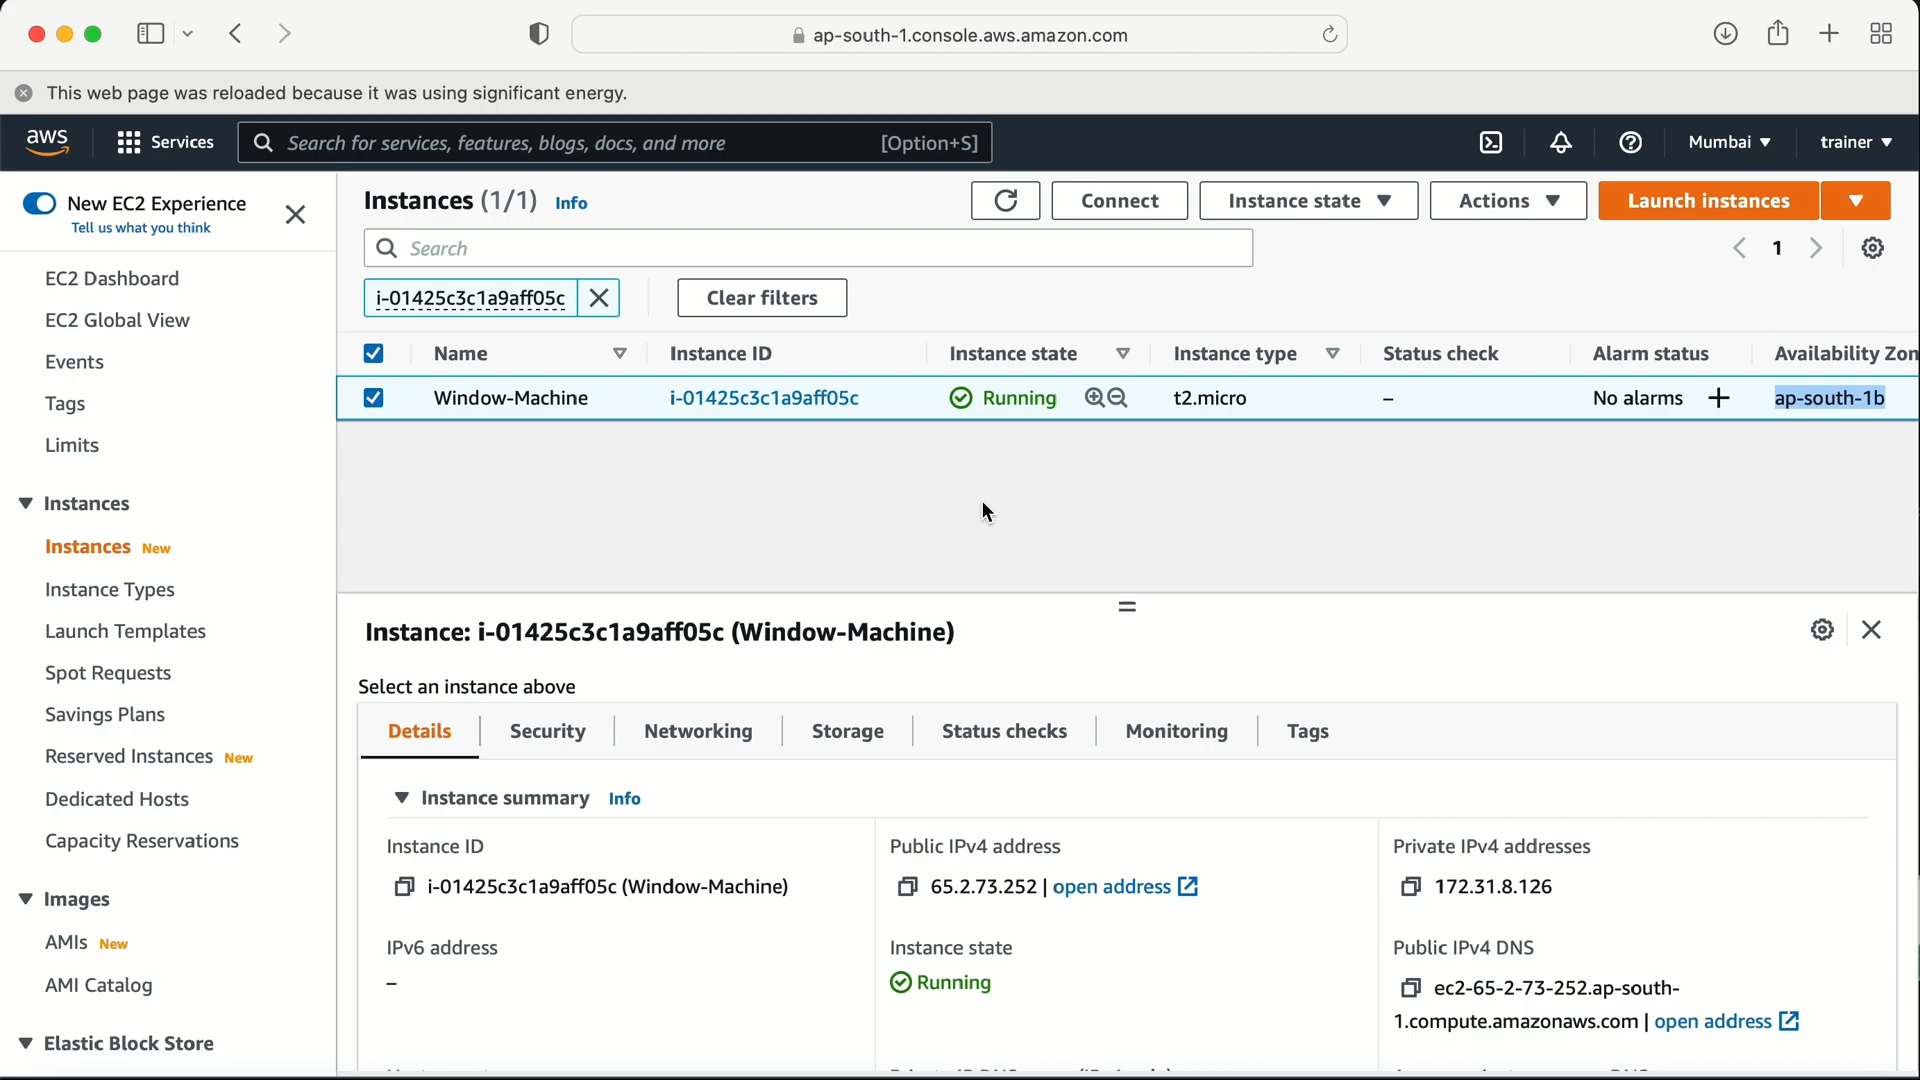 ap-south-1.console.aws.amazon.com
This web page was reloaded because it was using significant energy.
aws Services Search for services, features, blogs, docs, and more [Option+S] Mumbai trainer
New EC2 Experience
Tell us what you think
EC2 Dashboard
EC2 Global View
Events
Tags
Limits
Instances
Instances New
Instance Types
Launch Templates
Spot Requests
Savings Plans
Reserved Instances New
Dedicated Hosts
Capacity Reservations
Images
AMIs New
AMI Catalog
Elastic Block Store
Instances (1/1) Info Connect Instance state Actions Launch instances
Search 1
i-01425c3c1a9aff05c Clear filters
Name Instance ID Instance state Instance type Status check Alarm status Availability Zon
Window-Machine i-01425c3c1a9aff05c Running t2.micro – No alarms + ap-south-1b
Instance: i-01425c3c1a9aff05c (Window-Machine)
Select an instance above
Details Security Networking Storage Status checks Monitoring Tags
Instance summary Info
Instance ID Public IPv4 address Private IPv4 addresses
i-01425c3c1a9aff05c (Window-Machine) 65.2.73.252 | open address 172.31.8.126
IPv6 address Instance state Public IPv4 DNS
– Running ec2-65-2-73-252.ap-south-
1.compute.amazonaws.com | open address